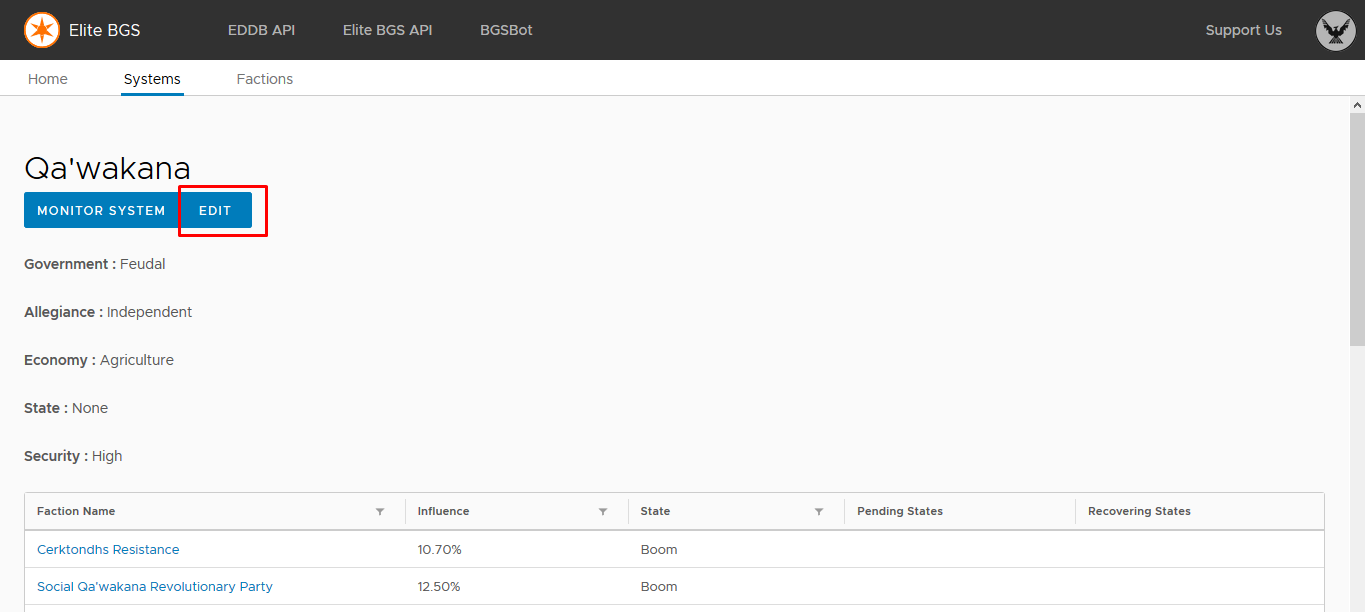 Elite BGS EDDB API Elite BGS API BGSBot Support Us
Home Systems Factions
Qa'wakana
MONITOR SYSTEM EDIT
Government : Feudal
Allegiance : Independent
Economy : Agriculture
State : None
Security : High
Faction Name Influence State Pending States Recovering States
Cerktondhs Resistance 10.70% Boom
Social Qa'wakana Revolutionary Party 12.50% Boom